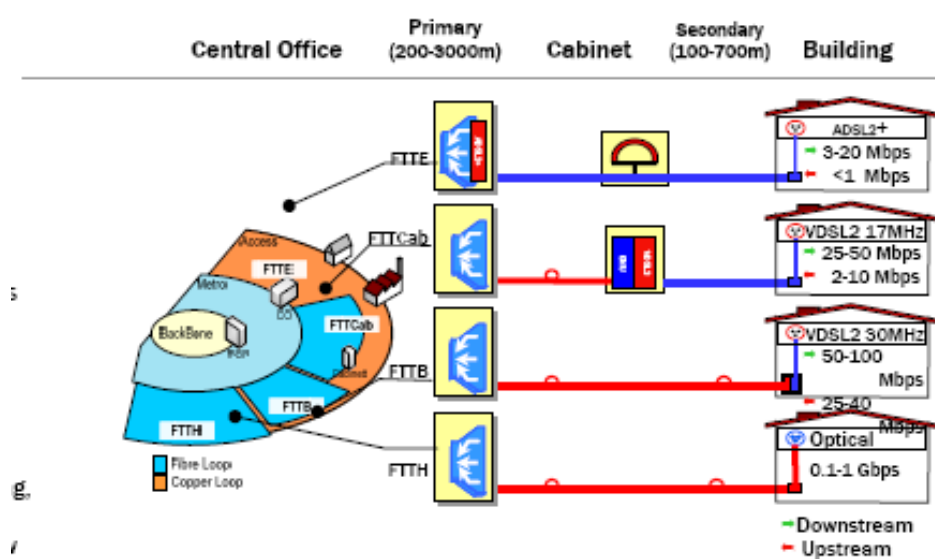 Central Office
Primary
(200-3000m)
Cabinet
Secondary
(100-700m)
Building
FTTE
ADSL2+
3-20 Mbps
<1 Mbps
FTTCab
VDSL2 17MHz
25-50 Mbps
2-10 Mbps
Access
FTTE
Metro
FTTCab
BackBone
Cabinet
FTTB
FTTH
FTTB
VDSL2 30MHz
50-100
Mbps
25-40
Mbps
FTTH
Optical
0.1-1 Gbps
Fibre Loop
Copper Loop
s
g,
w
Downstream
Upstream